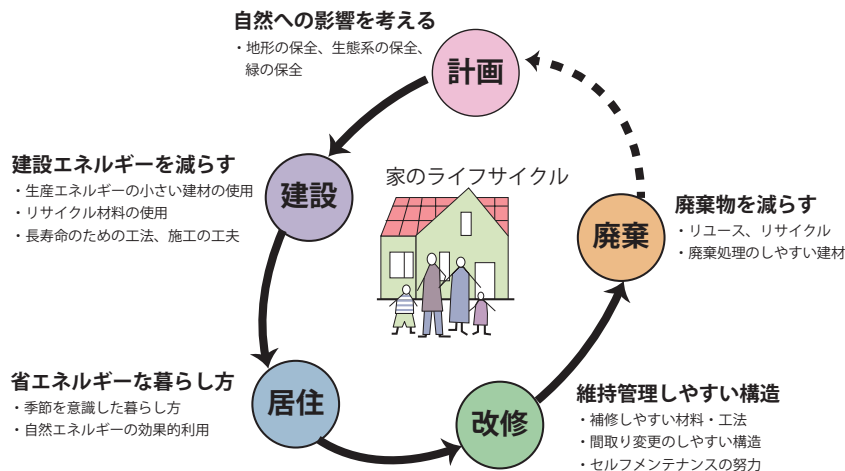 自然への影響を考える
・地形の保全、生態系の保全、
緑の保全
計画
建設エネルギーを減らす
・生産エネルギーの小さい建材の使用
・リサイクル材料の使用
・長寿命のための工法、施工の工夫
建設
家のライフサイクル
廃棄
廃棄物を減らす
・リユース、リサイクル
・廃棄処理のしやすい建材
省エネルギーな暮らし方
・季節を意識した暮らし方
・自然エネルギーの効果的利用
居住
改修
維持管理しやすい構造
・補修しやすい材料・工法
・間取り変更のしやすい構造
・セルフメンテナンスの努力